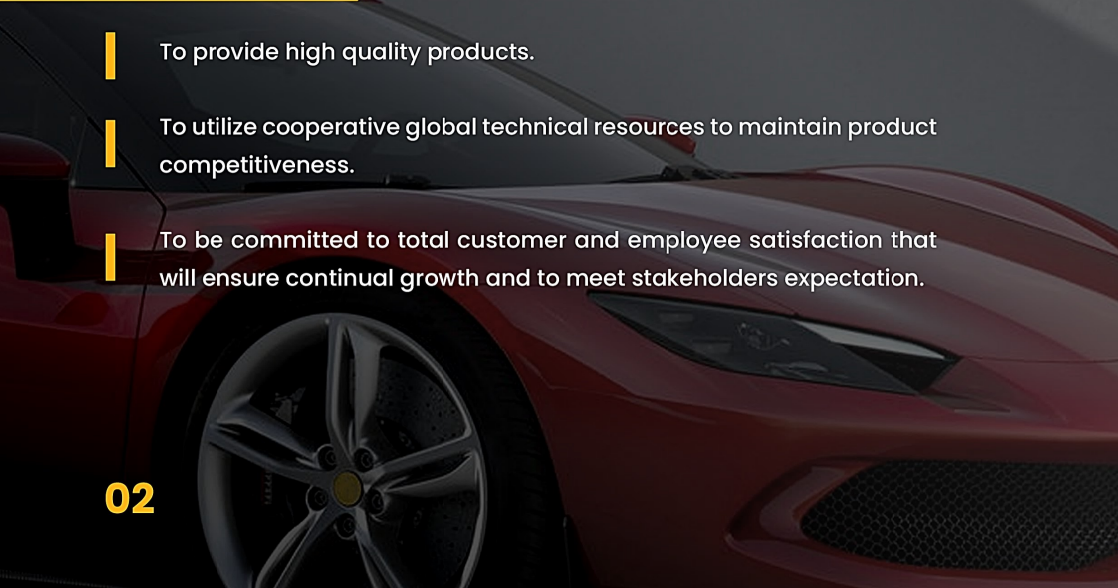 To provide high quality products.
To utilize cooperative global technical resources to maintain product
competitiveness.
To be committed to total customer and employee satisfaction that
will ensure continual growth and to meet stakeholders expectation.
02